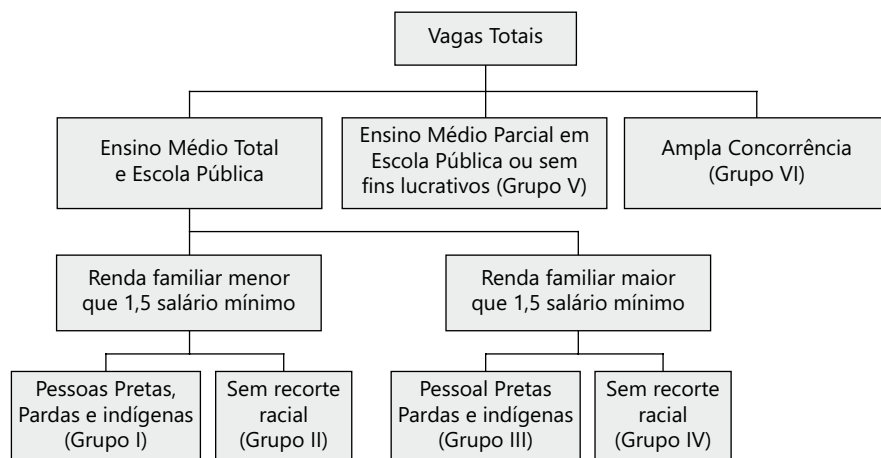 Vagas Totais
Ensino Médio Total
e Escola Pública
Ensino Médio Parcial em
Escola Pública ou sem
fins lucrativos (Grupo V)
Ampla Concorrência
(Grupo VI)
Renda familiar menor
que 1,5 salário mínimo
Renda familiar maior
que 1,5 salário mínimo
Pessoas Pretas,
Pardas e indígenas
(Grupo I)
Sem recorte
racial
(Grupo II)
Pessoal Pretas
Pardas e indígenas
(Grupo III)
Sem recorte
racial
(Grupo IV)